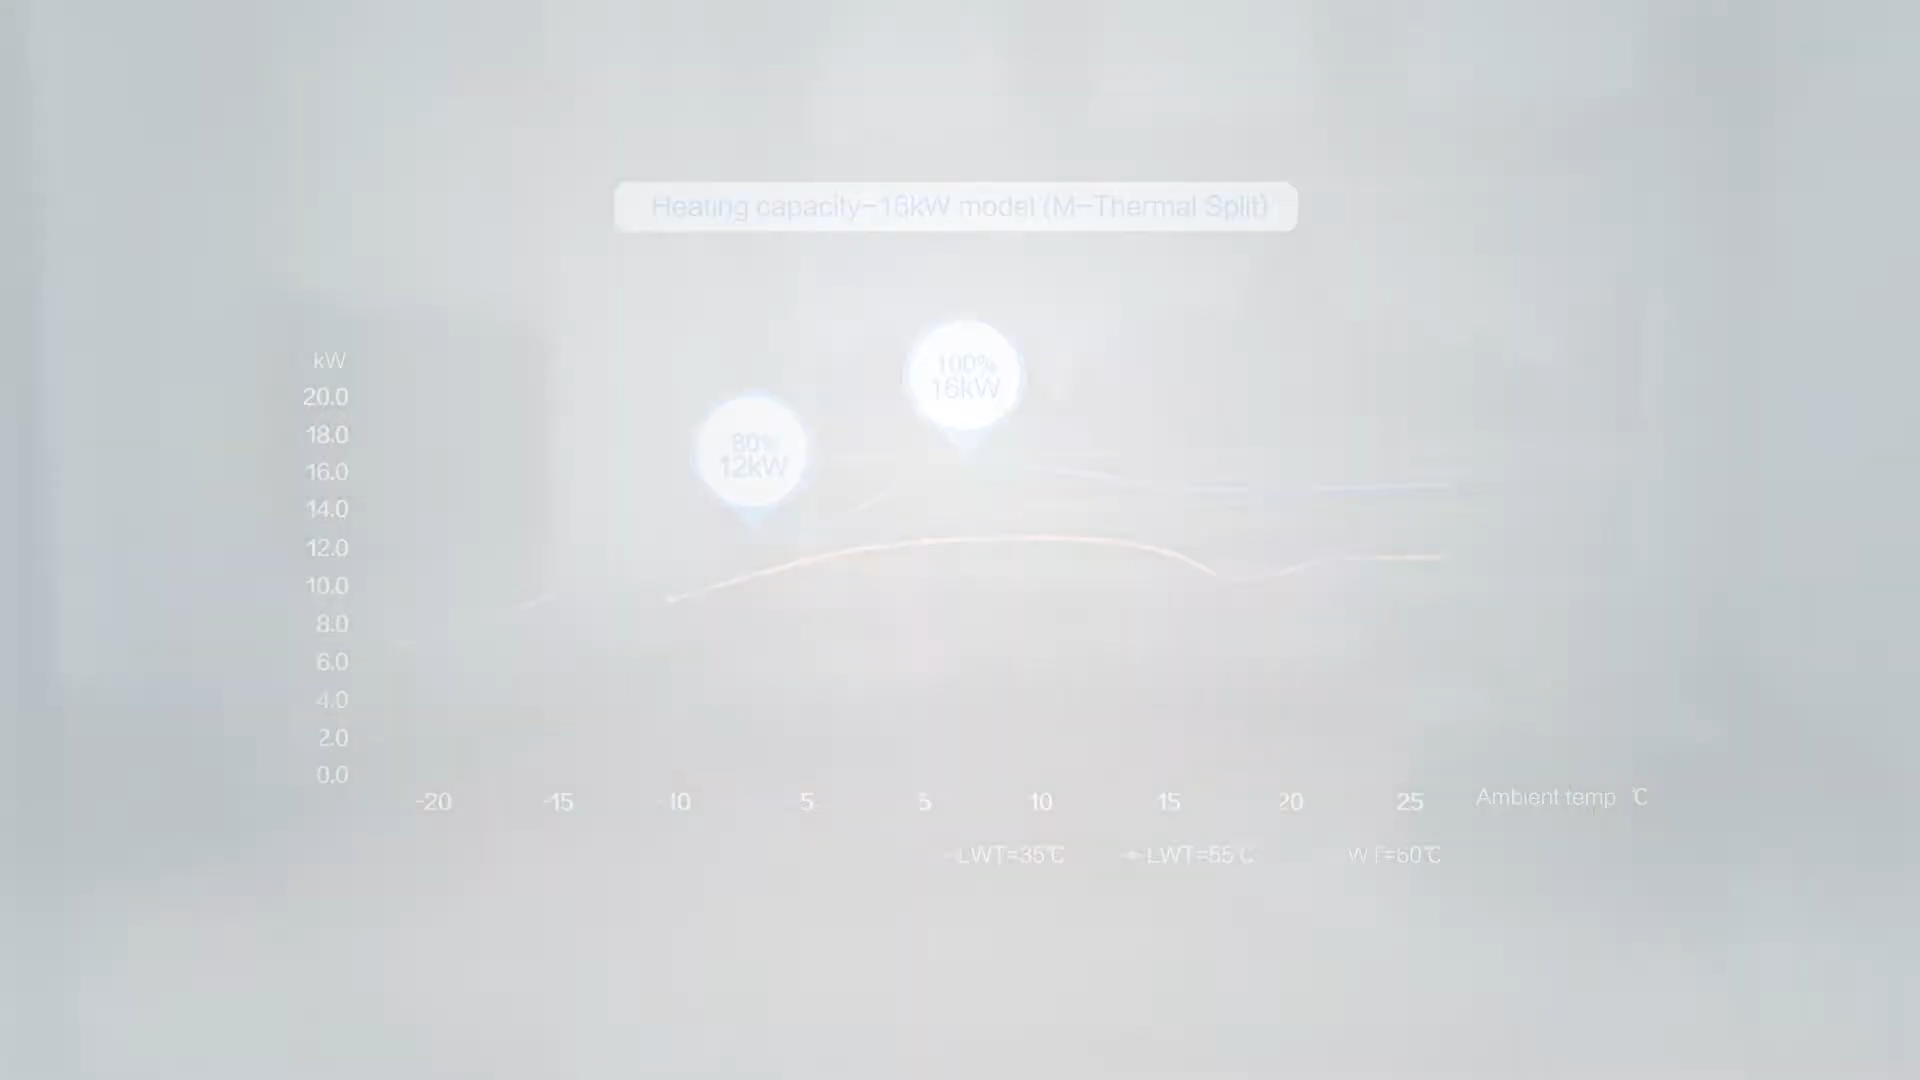 Heating capacity-16kW model (M-Thermal Split)
kW
100%
16kW
80%
12kW
20.0
18.0
16.0
14.0
12.0
10.0
8.0
6.0
4.0
2.0
0.0
-20 -15 -10 5 5 10 15 20 25 Ambient temp ℃
LWT=35℃ LWT=55℃